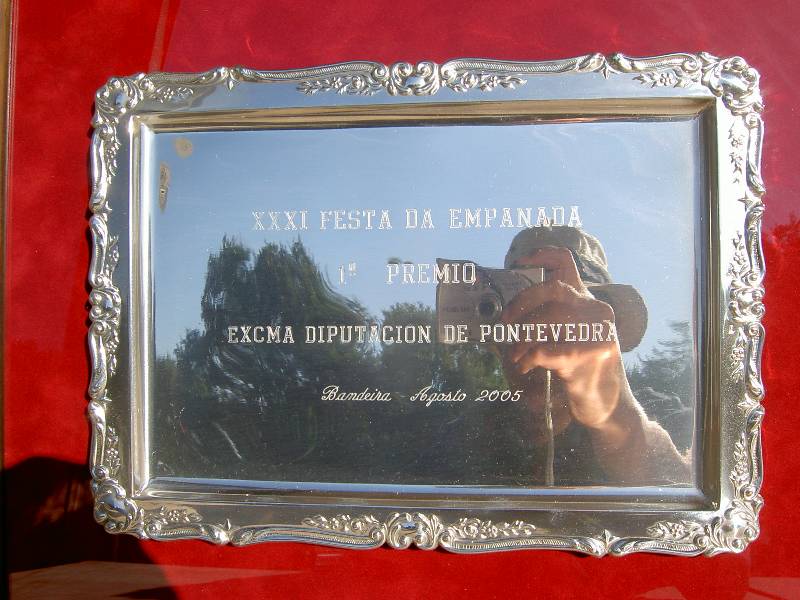 XXXI FESTA DA EMPANADA
1º PREMIO
EXCMA DIPUTACION DE PONTEVEDRA
Bandeira - Agosto 2005